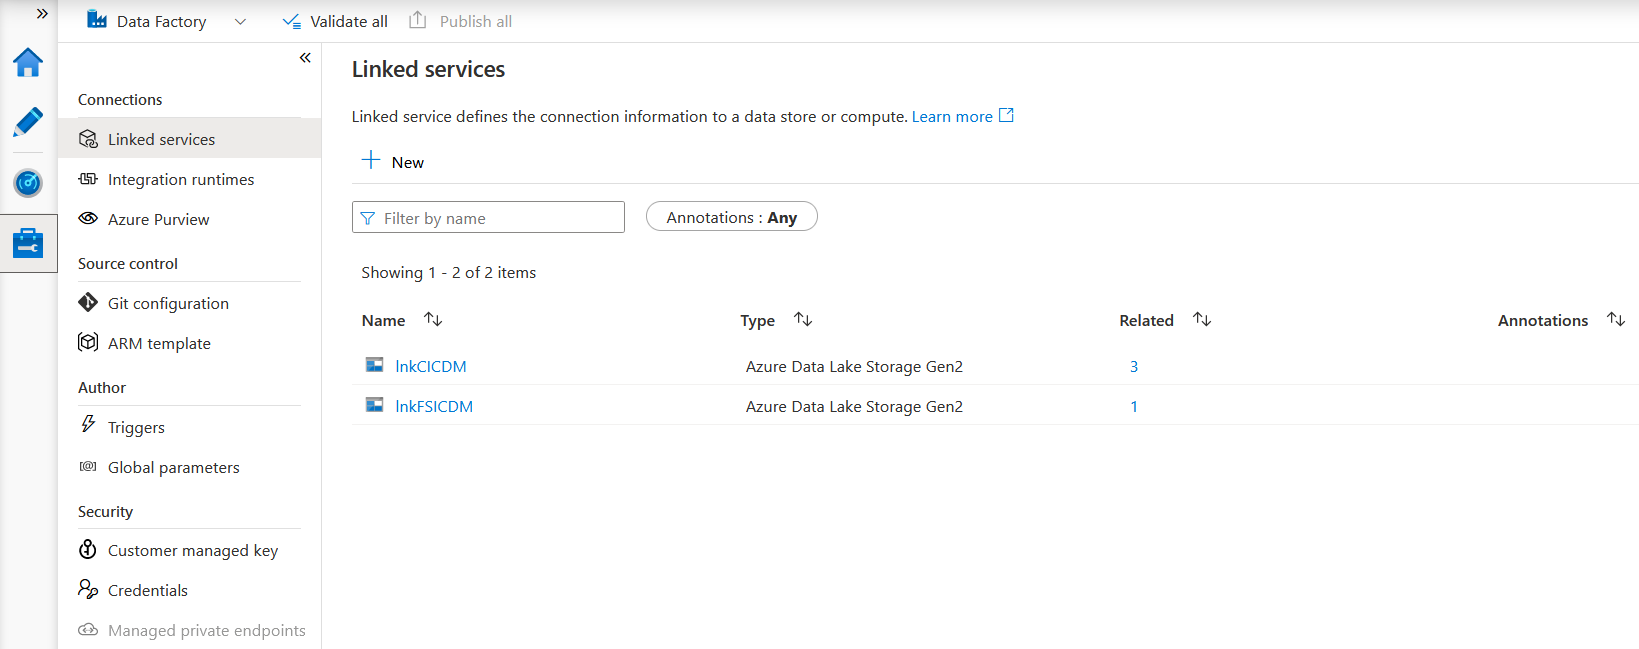 Data Factory
Validate all
Publish all
Connections
Linked services
Integration runtimes
Azure Purview
Source control
Git configuration
ARM template
Author
Triggers
Global parameters
Security
Customer managed key
Credentials
Managed private endpoints
Linked services
Linked service defines the connection information to a data store or compute. Learn more
New
Filter by name
Annotations : Any
Showing 1 - 2 of 2 items
Name Type Related Annotations
lnkCICDM Azure Data Lake Storage Gen2 3
lnkFSICDM Azure Data Lake Storage Gen2 1